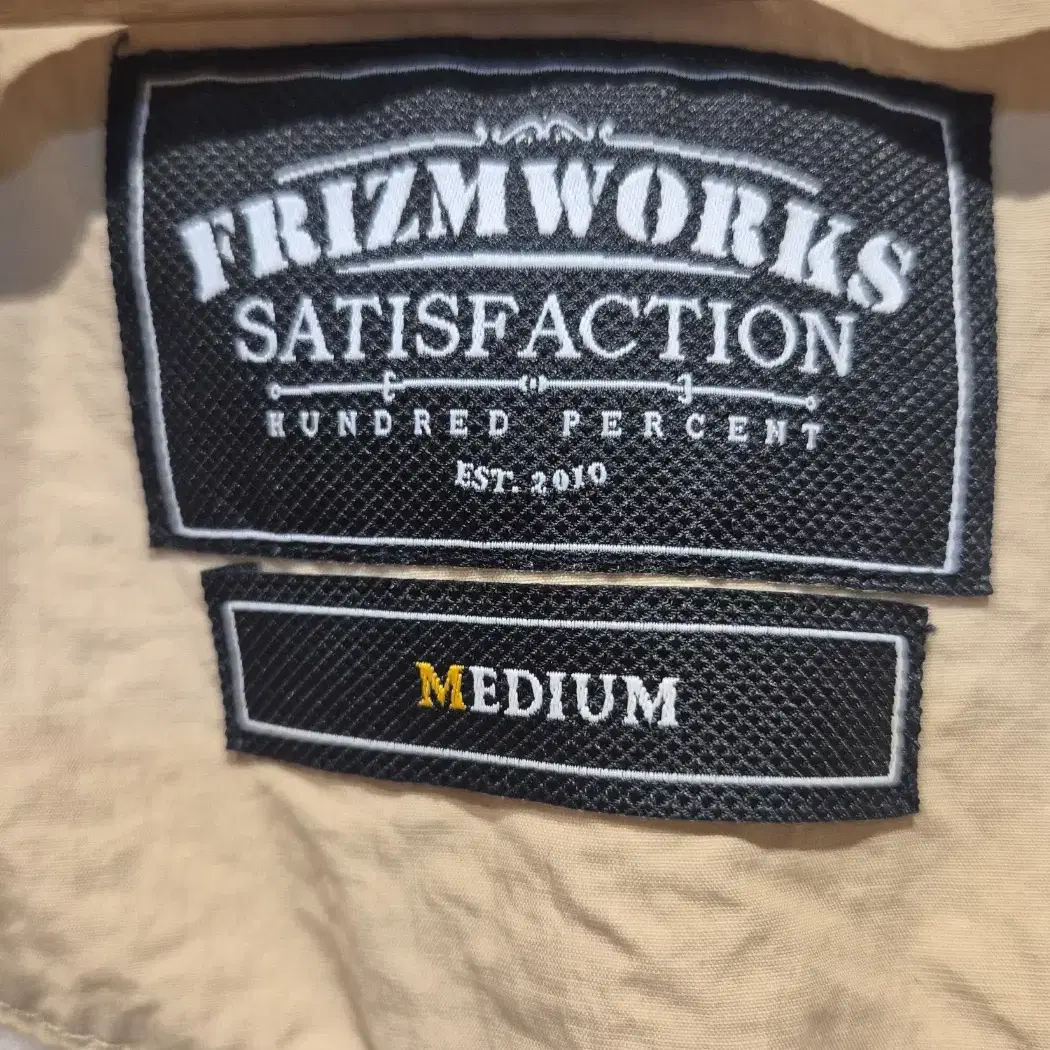 FRIZMWORKS
SATISFACTION
HUNDRED PERCENT
EST. 2010
MEDIUM